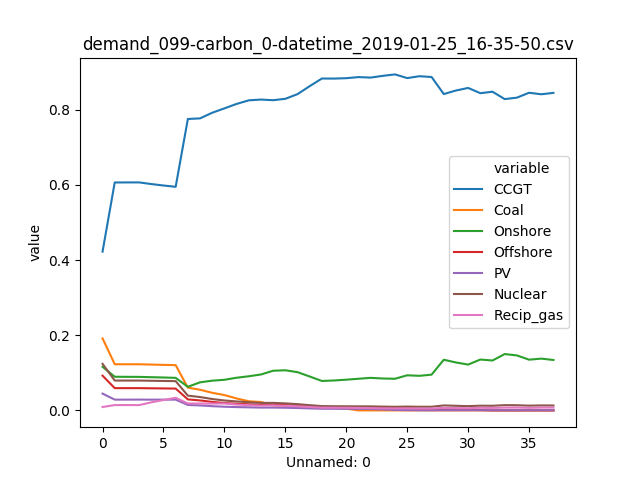 demand_099-carbon_0-datetime_2019-01-25_16-35-50.csv
value
0.8
0.6
0.4
0.2
0.0
variable
CCGT
Coal
Onshore
Offshore
PV
Nuclear
Recip_gas
0 5 10 15 20 25 30 35
Unnamed: 0